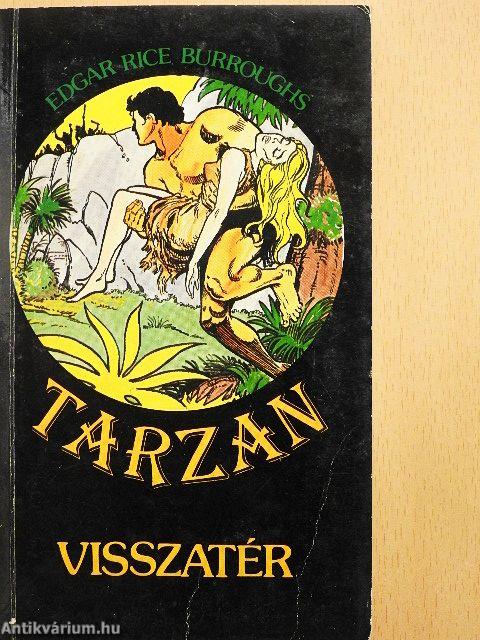 EDGAR RICE BURROUGHS
TARZAN
VISSZATÉR
Antikvárium.hu